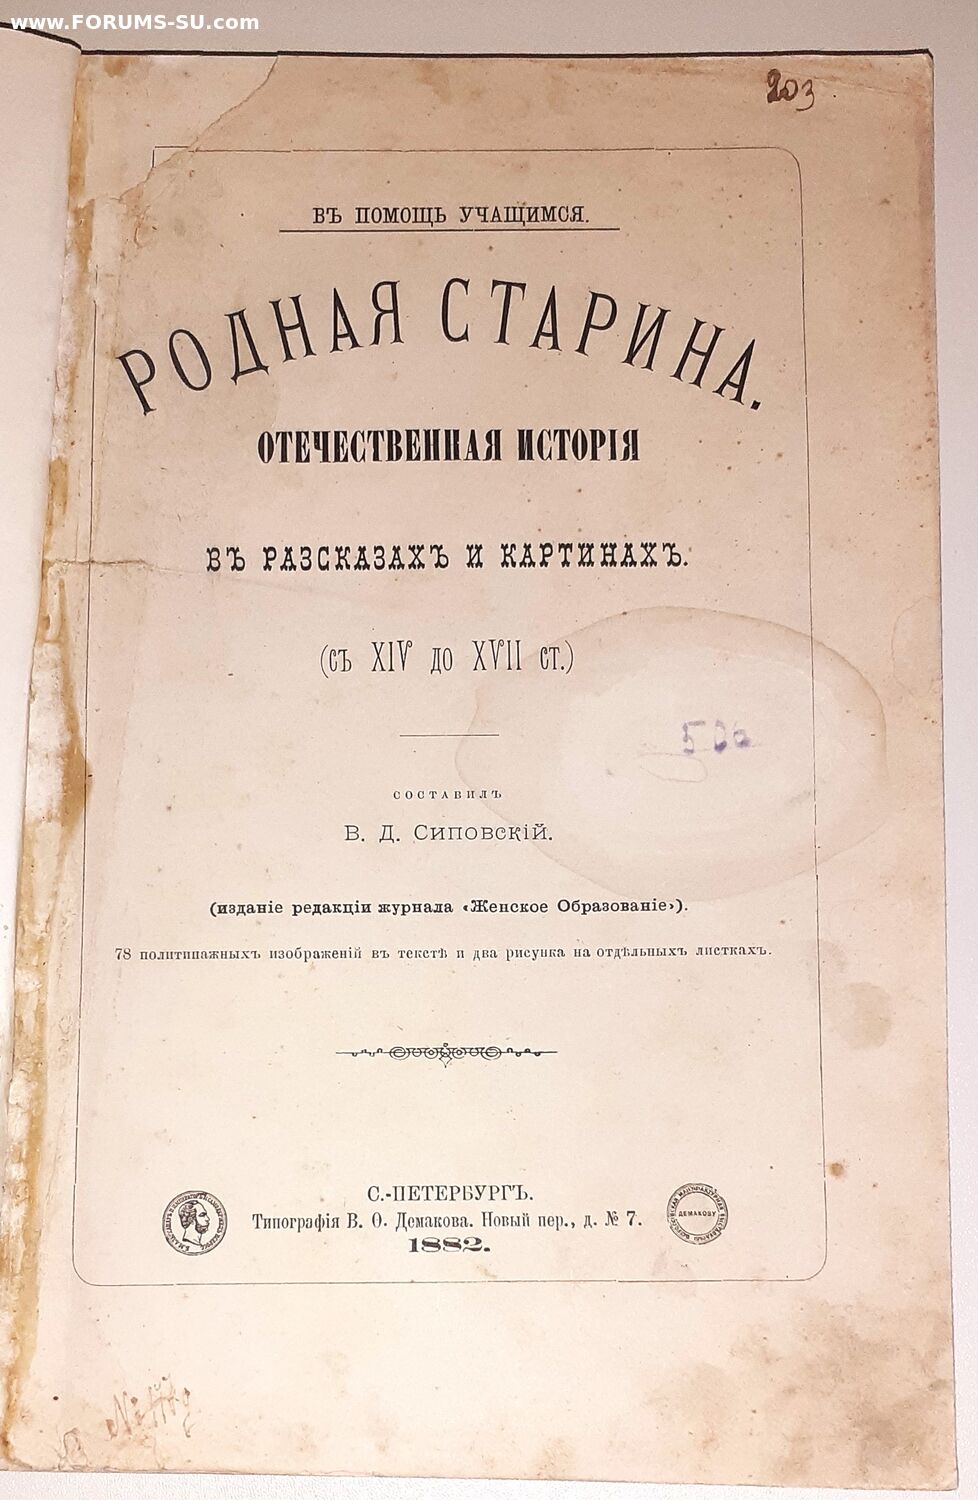 www.FORUMS-SU.com
203
ВЪ ПОМОЩЬ УЧАЩИМСЯ.
РОДНАЯ СТАРИНА.
ОТЕЧЕСТВЕННАЯ ИСТОРІЯ
ВЪ РАЗСКАЗАХЪ И КАРТИНАХЪ.
(СЪ XIV ДО XVII СТ.)
СОСТАВИЛЪ
В. Д. СИПОВСКІЙ.
(изданіе редакціи журнала «Женское Образованіе»).
78 политипажныхъ изображеній въ текстѣ и два рисунка на отдѣльныхъ листкахъ.
С.-ПЕТЕРБУРГЪ.
Типографія В. Ѳ. Демакова. Новый пер., д. № 7.
1882.
ДЕМАКОВУ